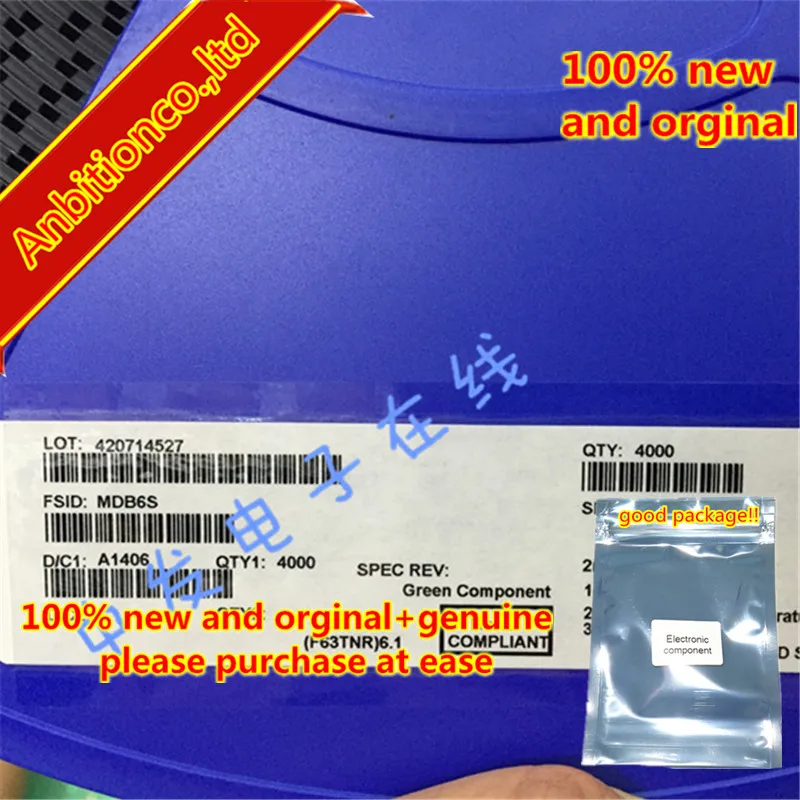 Anbitionco.,ltd
100% new
and orginal
申发电子在线
LOT: 420714527
QTY: 4000
FSID: MDB6S
good package!!
D/C1: A1406 QTY1: 4000
SPEC REV:
Green Component
100% new and orginal+genuine
(F63TNR)6.1 COMPLIANT
please purchase at ease
Electronic
component